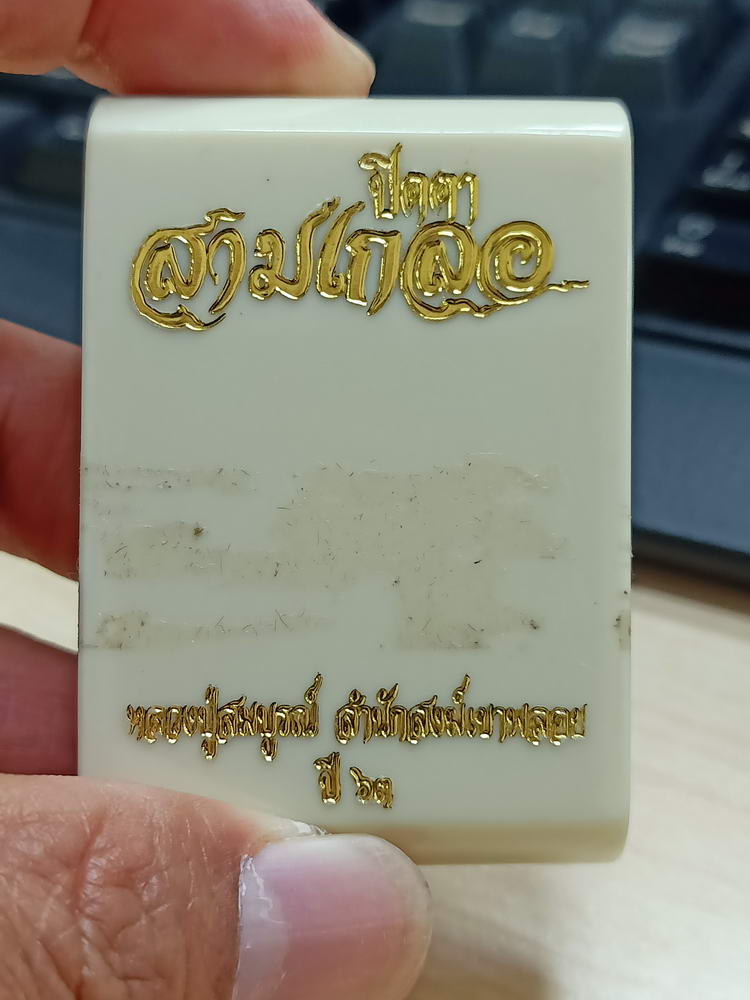 ปิดตา
สามเกลอ
หลวงปู่สมบูรณ์ สำนักสงฆ์เขาพลอย
ปี ๖๓